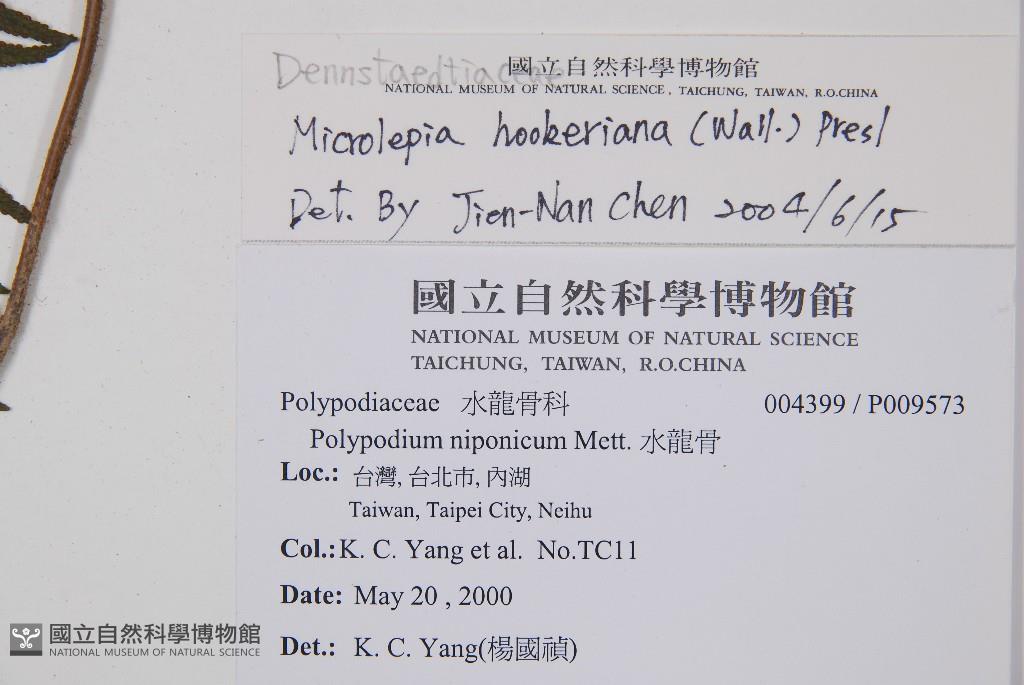 Dennstaedtiaceae
國立自然科學博物館
NATIONAL MUSEUM OF NATURAL SCIENCE, TAICHUNG, TAIWAN, R.O.CHINA
Microlepia hookeriana (Wall.) Presl
Det. By Jien-Nan Chen 2004/6/15
國立自然科學博物館
NATIONAL MUSEUM OF NATURAL SCIENCE
TAICHUNG, TAIWAN, R.O.CHINA
Polypodiaceae 水龍骨科 004399 / P009573
Polypodium niponicum Mett. 水龍骨
Loc.: 台灣, 台北市, 內湖
Taiwan, Taipei City, Neihu
Col.: K. C. Yang et al. No.TC11
Date: May 20 , 2000
Det.: K. C. Yang(楊國禎)
國立自然科學博物館
NATIONAL MUSEUM OF NATURAL SCIENCE